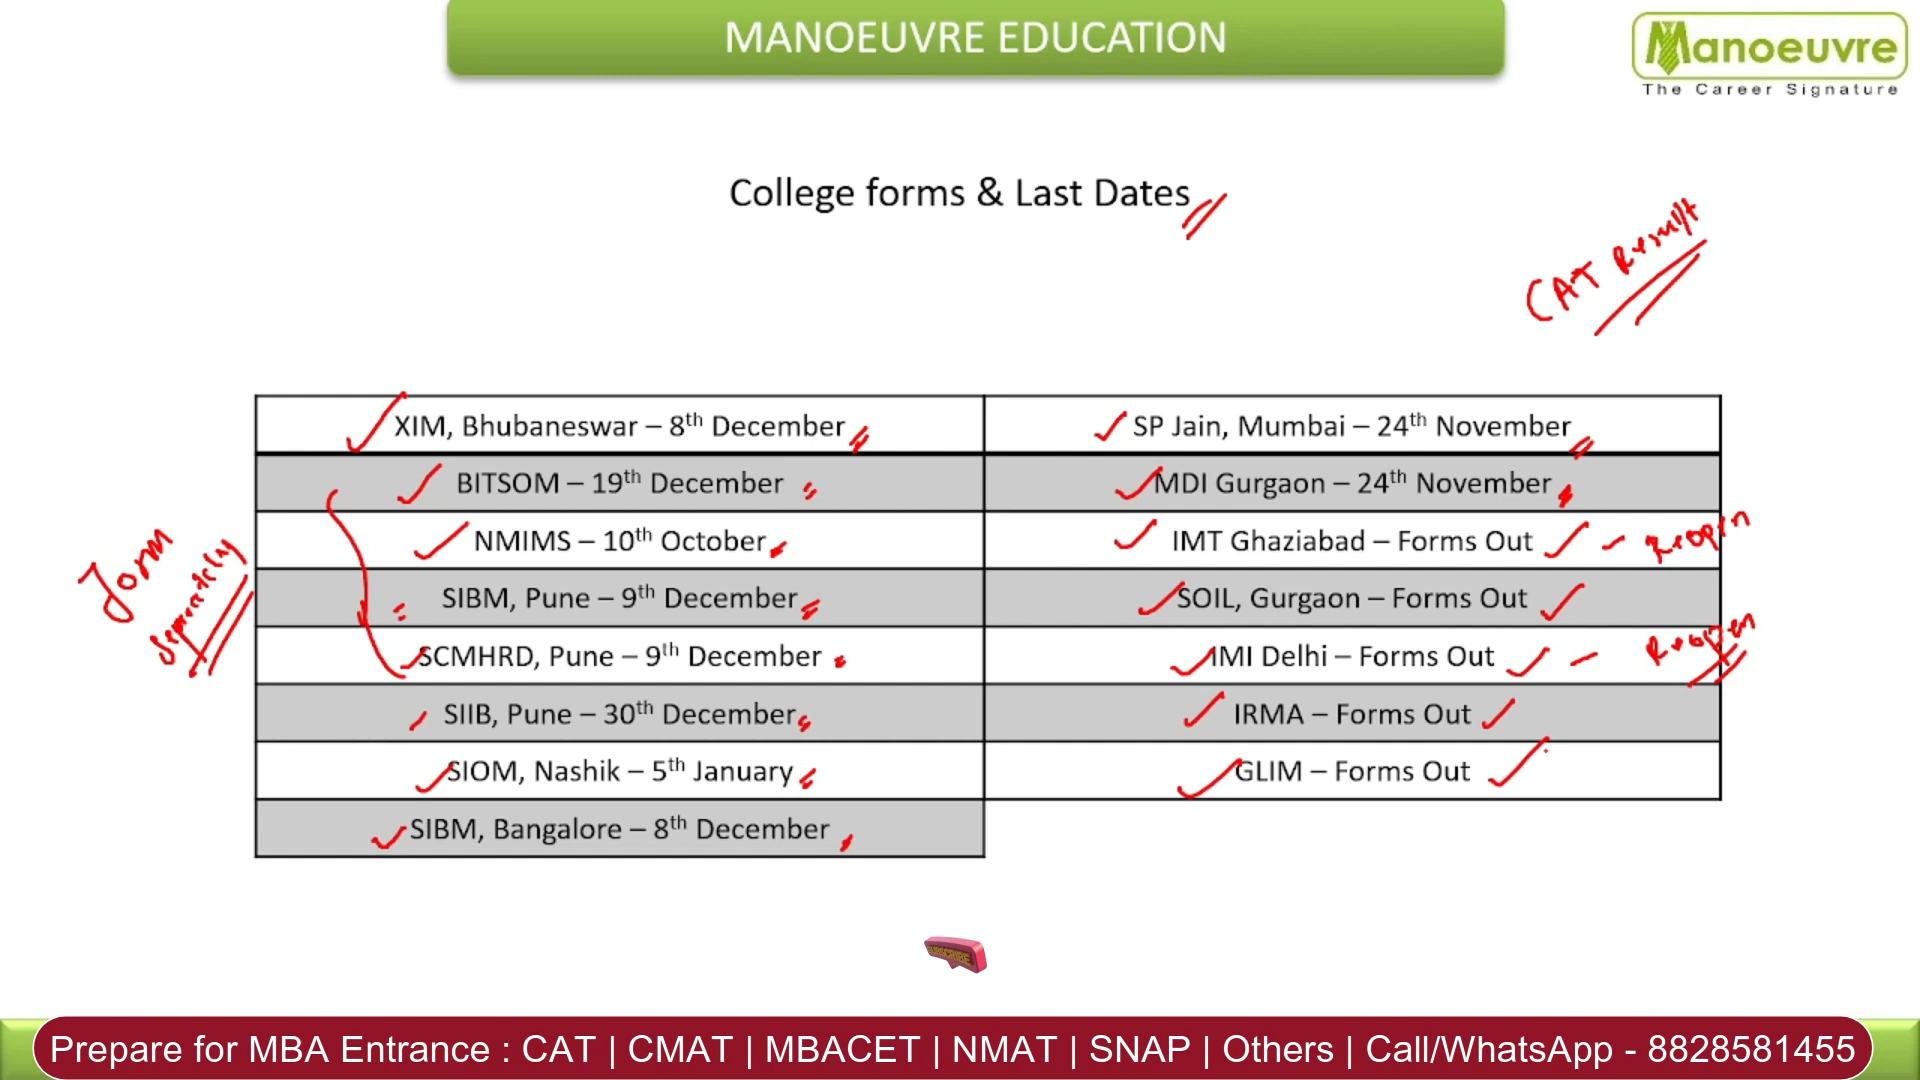 MANOEUVRE EDUCATION
Manoeuvre
The Career Signature
College forms & Last Dates
CAT Result
XIM, Bhubaneswar – 8th December
SP Jain, Mumbai – 24th November
BITSOM – 19th December
MDI Gurgaon – 24th November
NMIMS – 10th October
IMT Ghaziabad – Forms Out
Reopen
Form
Seperately
SIBM, Pune – 9th December
SOIL, Gurgaon – Forms Out
SCMHRD, Pune – 9th December
IMI Delhi – Forms Out
Reopen
SIIB, Pune – 30th December
IRMA – Forms Out
SIOM, Nashik – 5th January
GLIM – Forms Out
SIBM, Bangalore – 8th December
SUBSCRIBE
Prepare for MBA Entrance : CAT | CMAT | MBACET | NMAT | SNAP | Others | Call/WhatsApp - 8828581455